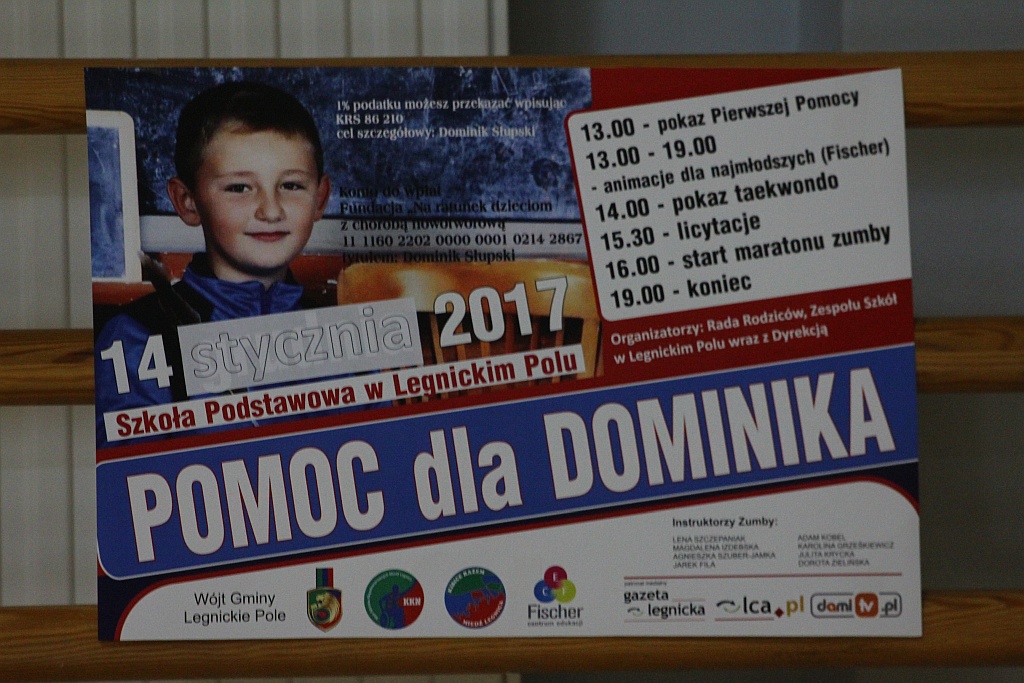 1% podatku możesz przekazać wpisując
KRS 86 210
cel szczegółowy: Dominik Słupski
Konto do wpłat
Fundacja „Na ratunek dzieciom
z chorobą nowotworową
11 1160 2202 0000 0001 0214 2867
tytułem: Dominik Słupski
13.00 - pokaz Pierwszej Pomocy
13.00 - 19.00
- animacje dla najmłodszych (Fischer)
14.00 - pokaz taekwondo
15.30 - licytacje
16.00 - start maratonu zumby
19.00 - koniec
Organizatorzy: Rada Rodziców, Zespołu Szkół
w Legnickim Polu wraz z Dyrekcją
14 stycznia 2017
Szkoła Podstawowa w Legnickim Polu
POMOC dla DOMINIKA
Instruktorzy Zumby:
LENA SZCZEPANIAK
MAGDALENA IZDEBSKA
AGNIESZKA SZUBER-JAMKA
JAREK FILA
ADAM KOBEL
KAROLINA GRZEŚKIEWICZ
JULITA KRYCKA
DOROTA ZIELIŃSKA
Wójt Gminy
Legnickie Pole
KKN
Fischer
centrum edukacji
gazeta
legnicka
lca.pl
dami tv.pl